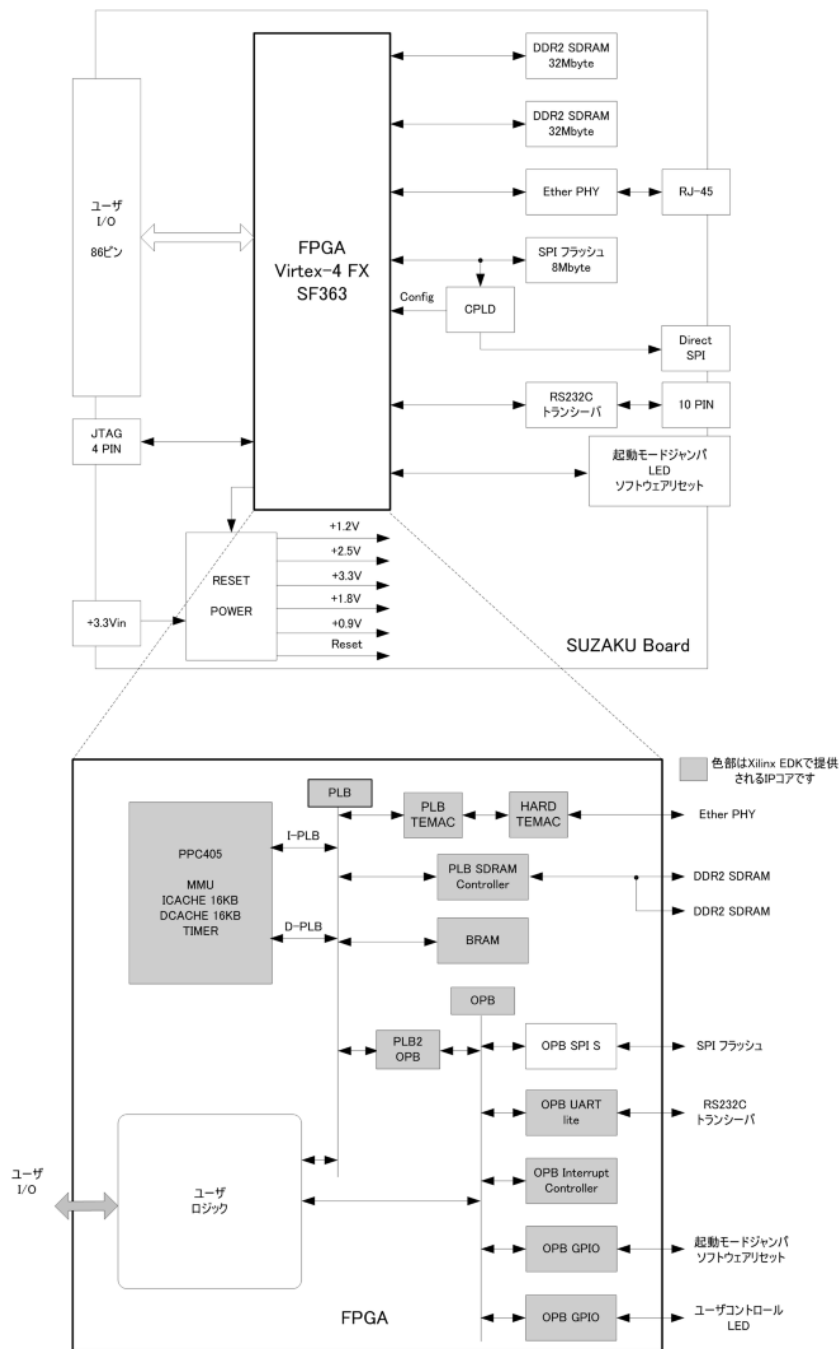 DDR2 SDRAM
32Mbyte
DDR2 SDRAM
32Mbyte
Ether PHY
RJ-45
ユーザ
I/O
86ピン
FPGA
Virtex-4 FX
SF363
SPI フラッシュ
8Mbyte
Config
CPLD
Direct
SPI
RS232C
トランシーバ
10 PIN
JTAG
4 PIN
起動モードジャンパ
LED
ソフトウェアリセット
+1.2V
+2.5V
RESET
+3.3V
POWER
+1.8V
+3.3Vin
+0.9V
Reset
SUZAKU Board
色部はXilinx EDKで提供
されるIPコアです
PLB
PLB
TEMAC
HARD
TEMAC
Ether PHY
I-PLB
PPC405
MMU
ICACHE 16KB
DCACHE 16KB
TIMER
PLB SDRAM
Controller
DDR2 SDRAM
DDR2 SDRAM
D-PLB
BRAM
OPB
PLB2
OPB
OPB SPI S
SPI フラッシュ
OPB UART
lite
RS232C
トランシーバ
ユーザ
I/O
ユーザ
ロジック
OPB Interrupt
Controller
OPB GPIO
起動モードジャンパ
ソフトウェアリセット
OPB GPIO
ユーザコントロール
LED
FPGA